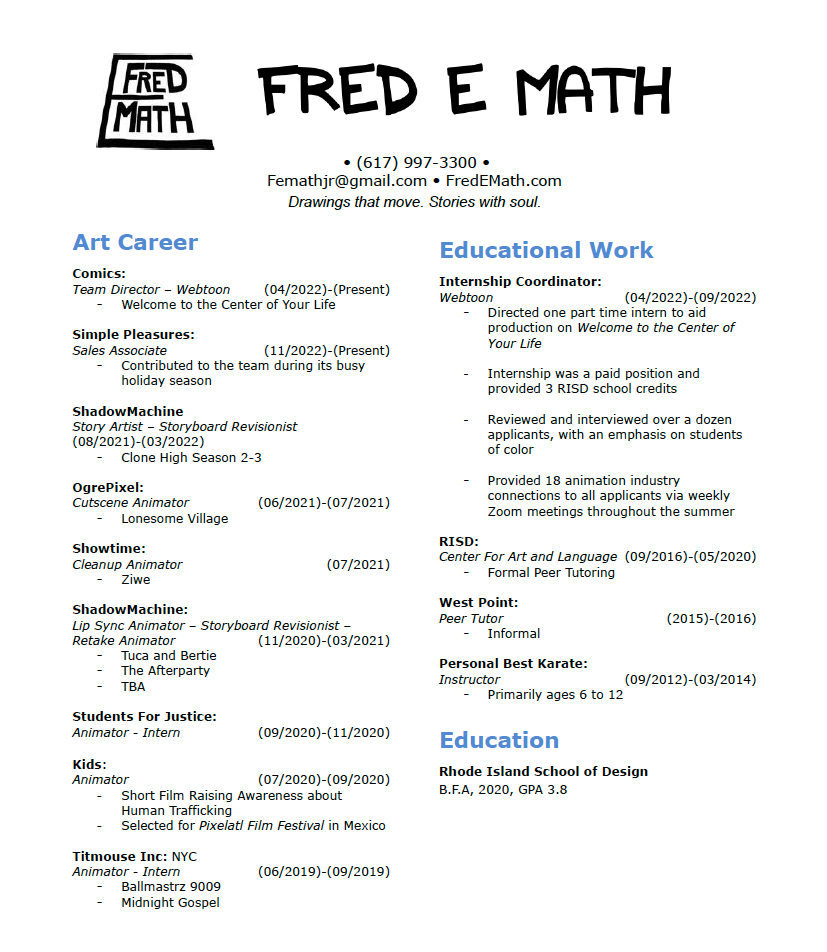 FRED
MATH
FRED E MATH
• (617) 997-3300 •
Femathjr@gmail.com • FredEMath.com
Drawings that move. Stories with soul.
Art Career
Comics:
Team Director – Webtoon (04/2022)-(Present)
- Welcome to the Center of Your Life
Simple Pleasures:
Sales Associate (11/2022)-(Present)
- Contributed to the team during its busy
holiday season
ShadowMachine
Story Artist – Storyboard Revisionist
(08/2021)-(03/2022)
- Clone High Season 2-3
OgrePixel:
Cutscene Animator (06/2021)-(07/2021)
- Lonesome Village
Showtime:
Cleanup Animator (07/2021)
- Ziwe
ShadowMachine:
Lip Sync Animator – Storyboard Revisionist –
Retake Animator (11/2020)-(03/2021)
- Tuca and Bertie
- The Afterparty
- TBA
Students For Justice:
Animator - Intern (09/2020)-(11/2020)
Kids:
Animator (07/2020)-(09/2020)
- Short Film Raising Awareness about
Human Trafficking
- Selected for Pixelatl Film Festival in Mexico
Titmouse Inc: NYC
Animator - Intern (06/2019)-(09/2019)
- Ballmastrz 9009
- Midnight Gospel
Educational Work
Internship Coordinator:
Webtoon (04/2022)-(09/2022)
- Directed one part time intern to aid
production on Welcome to the Center of
Your Life
- Internship was a paid position and
provided 3 RISD school credits
- Reviewed and interviewed over a dozen
applicants, with an emphasis on students
of color
- Provided 18 animation industry
connections to all applicants via weekly
Zoom meetings throughout the summer
RISD:
Center For Art and Language (09/2016)-(05/2020)
- Formal Peer Tutoring
West Point:
Peer Tutor (2015)-(2016)
- Informal
Personal Best Karate:
Instructor (09/2012)-(03/2014)
- Primarily ages 6 to 12
Education
Rhode Island School of Design
B.F.A, 2020, GPA 3.8